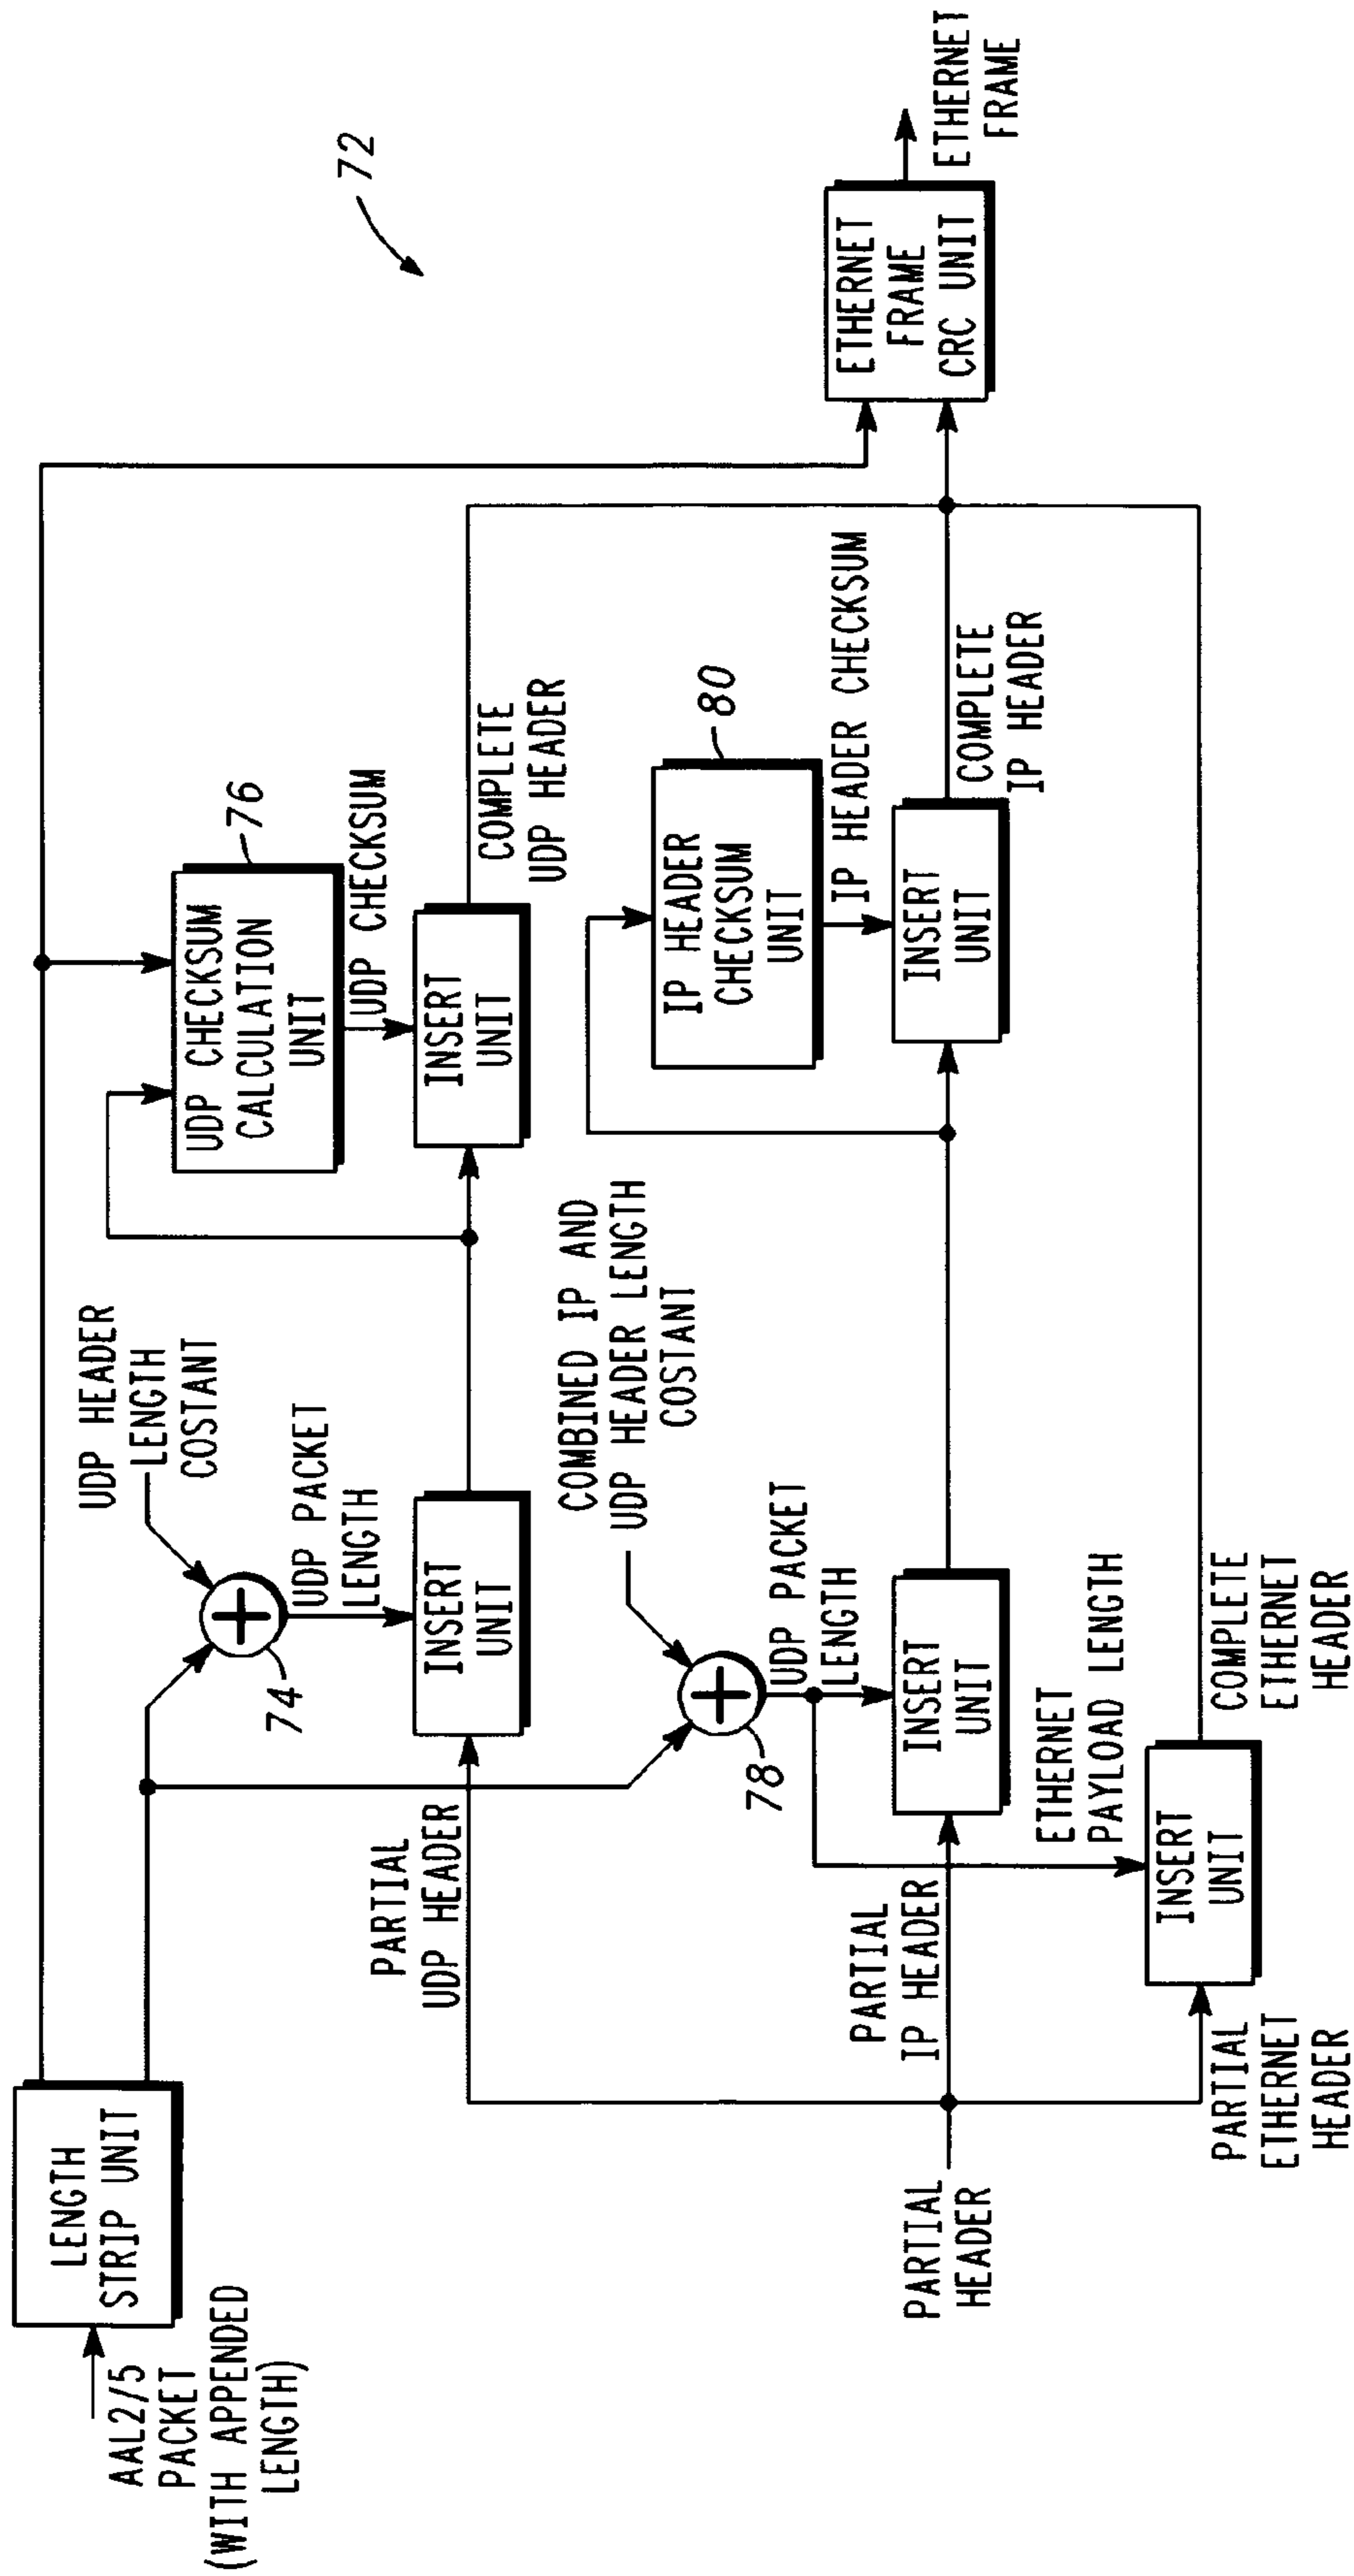 72
AAL2/5
PACKET
(WITH APPENDED
LENGTH)
LENGTH
STRIP UNIT
UDP HEADER
LENGTH
COSTANT
74
UDP PACKET
LENGTH
PARTIAL
UDP HEADER
INSERT
UNIT
UDP CHECKSUM
CALCULATION
UNIT
76
UDP CHECKSUM
INSERT
UNIT
COMPLETE
UDP HEADER
COMBINED IP AND
UDP HEADER LENGTH
COSTANT
78
UDP PACKET
LENGTH
PARTIAL
HEADER
PARTIAL
IP HEADER
INSERT
UNIT
IP HEADER
CHECKSUM
UNIT
80
IP HEADER CHECKSUM
INSERT
UNIT
COMPLETE
IP HEADER
ETHERNET
PAYLOAD LENGTH
PARTIAL
ETHERNET
HEADER
INSERT
UNIT
COMPLETE
ETHERNET
HEADER
ETHERNET
FRAME
CRC UNIT
ETHERNET
FRAME